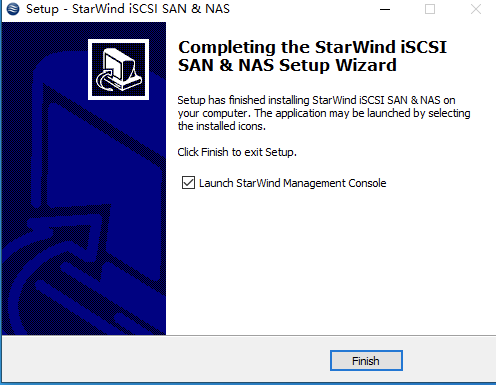 Setup - StarWind iSCSI SAN & NAS
Completing the StarWind iSCSI
SAN & NAS Setup Wizard
Setup has finished installing StarWind iSCSI SAN & NAS on
your computer. The application may be launched by selecting
the installed icons.
Click Finish to exit Setup.
Launch StarWind Management Console
Finish